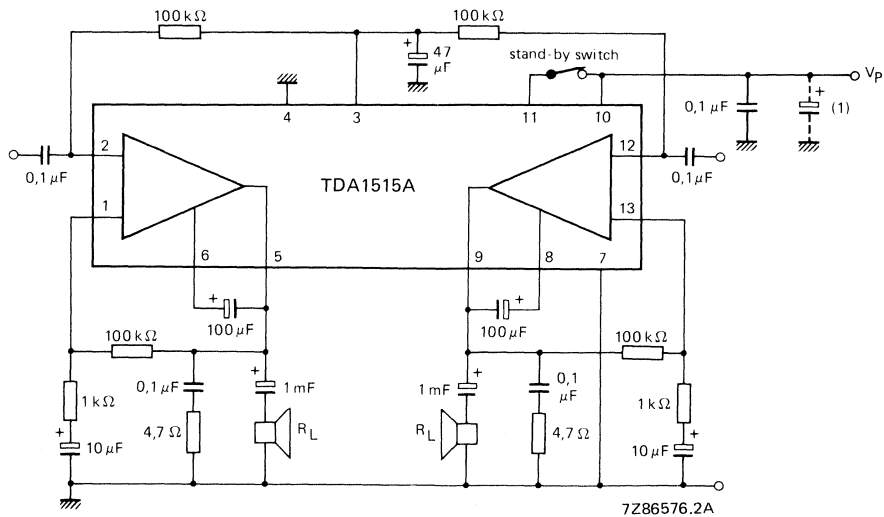 100 kΩ
100 kΩ
+
47
μF
stand-by switch
V_P
4
3
11
10
0,1 μF
+
(1)
2
12
0,1 μF
TDA1515A
0,1 μF
1
13
6
5
9
8
7
+
100 μF
+
100 μF
100 kΩ
100 kΩ
0,1 μF
+
1 mF
1 mF
+
0,1
μF
1 kΩ
1 kΩ
+
10 μF
4,7 Ω
R_L
R_L
4,7 Ω
+
10 μF
7Z86576.2A